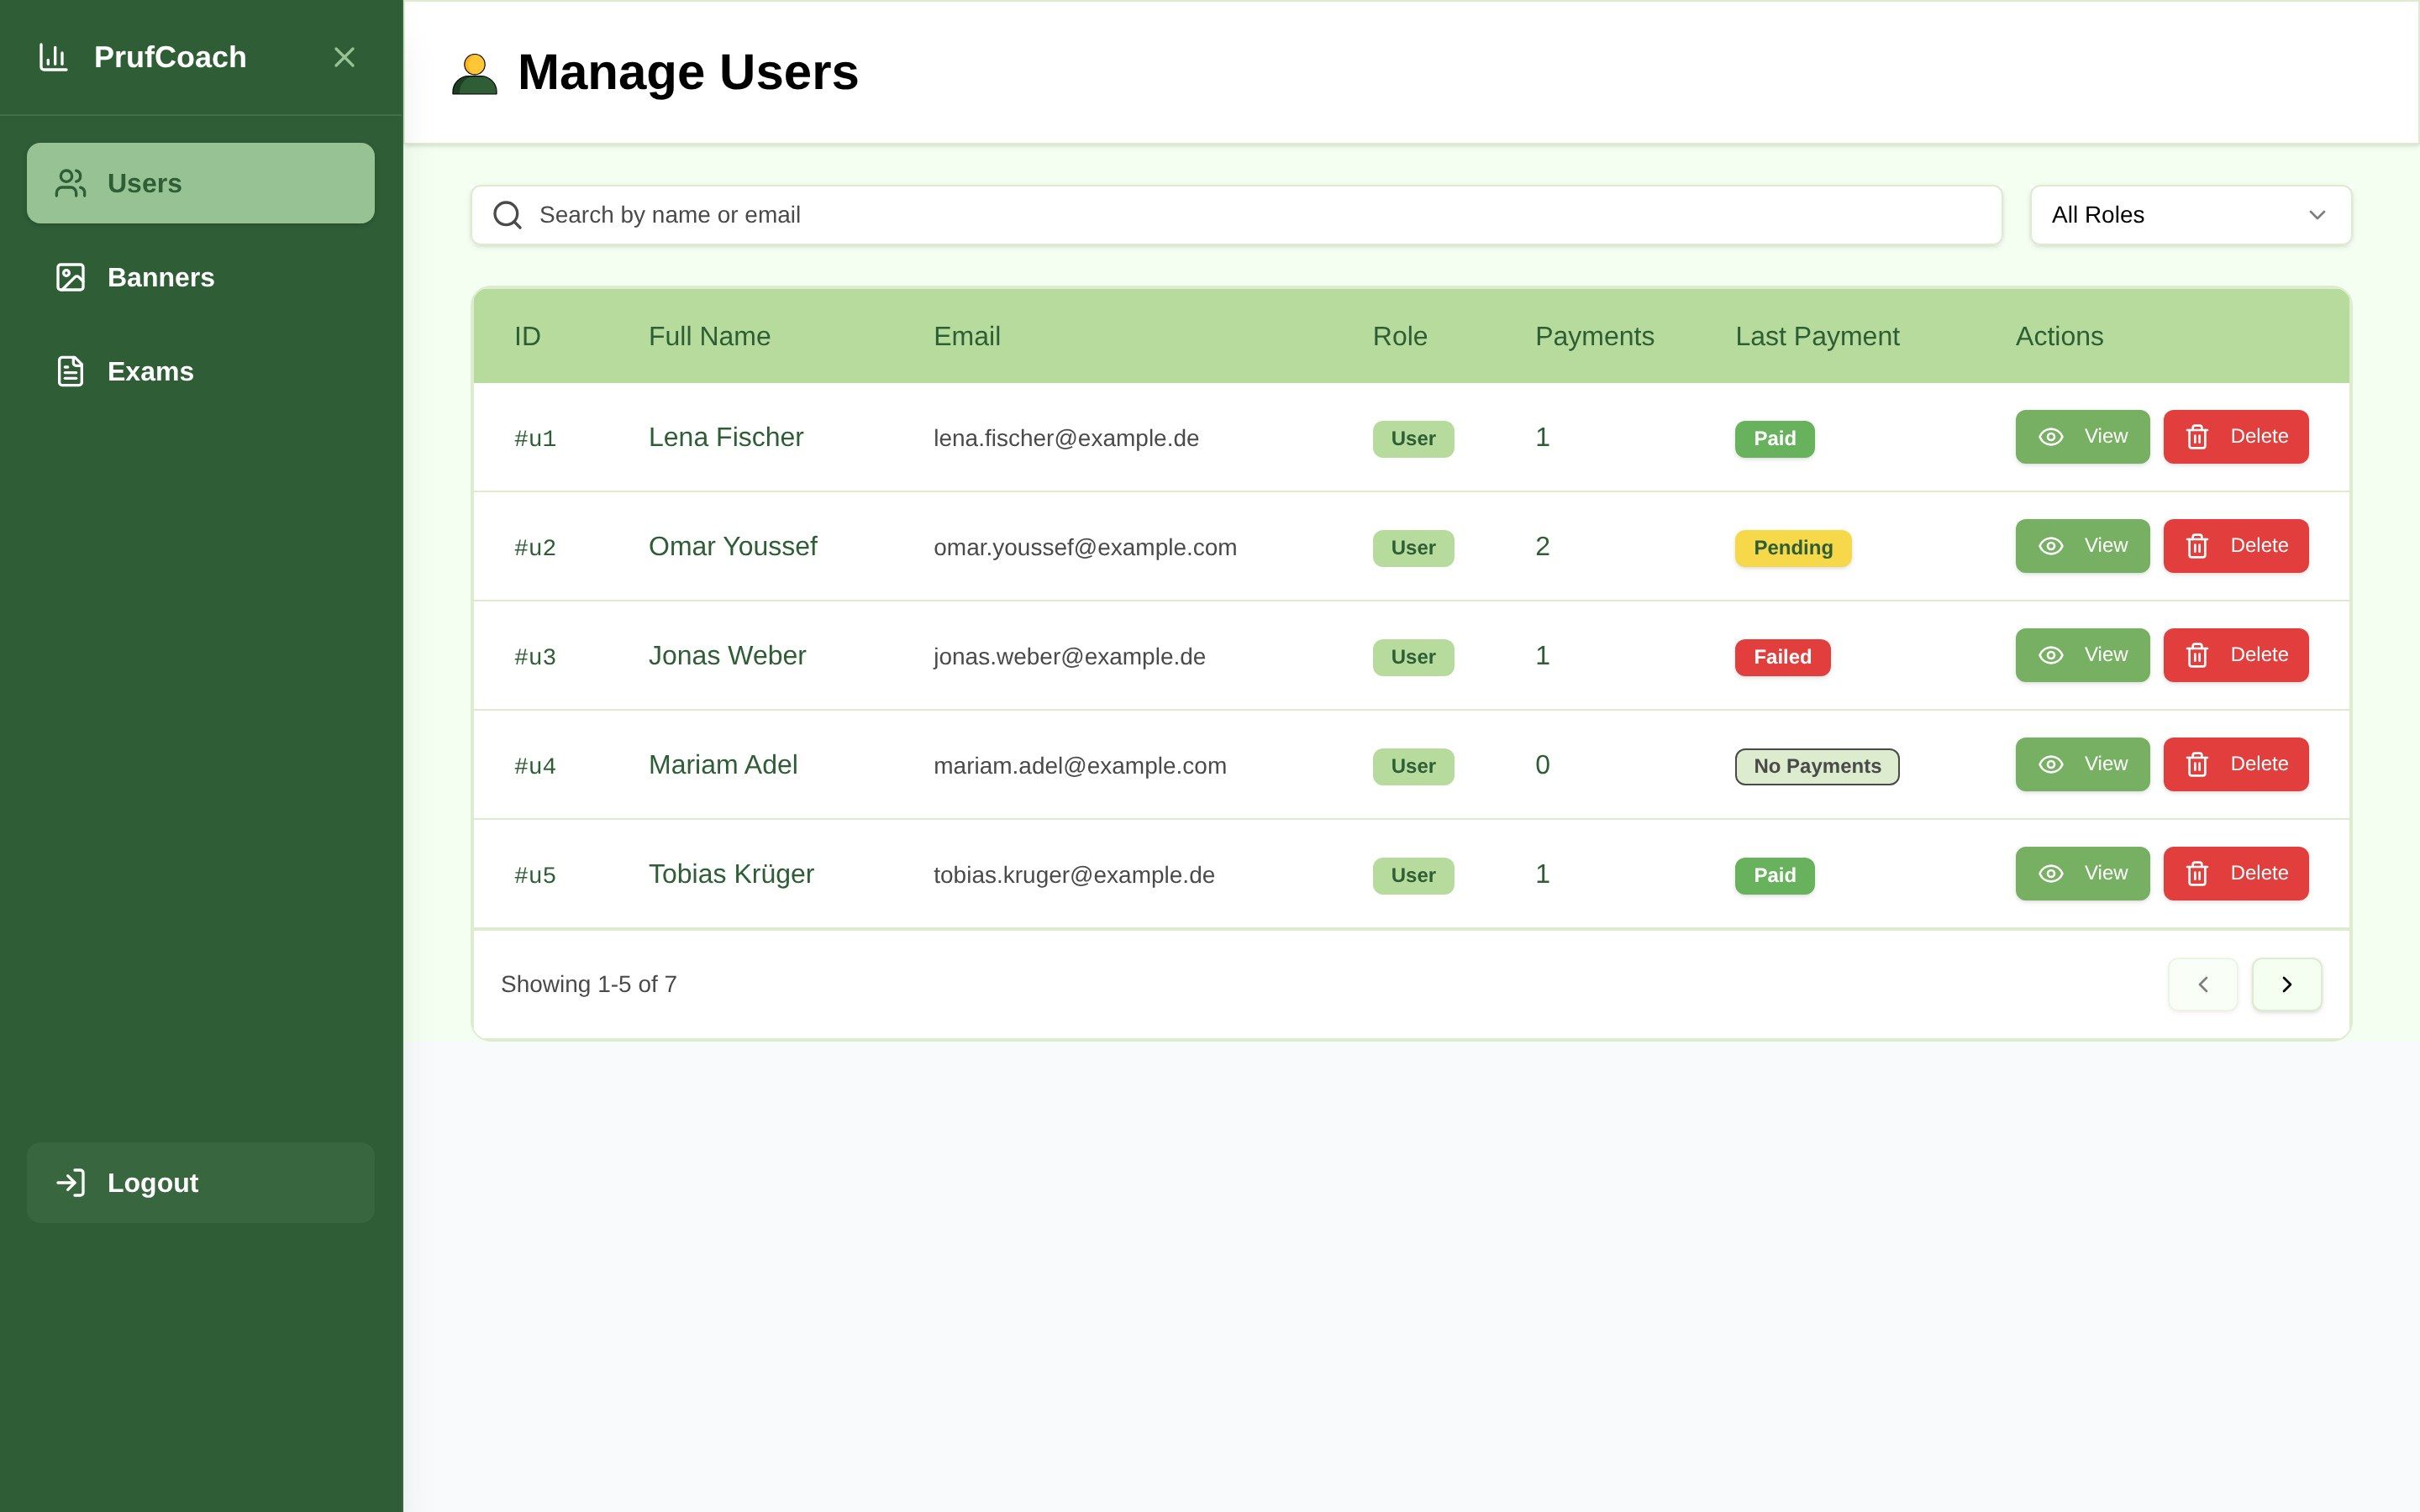 PrufCoach
Users
Banners
Exams
Logout
Manage Users
Search by name or email
All Roles
ID Full Name Email Role Payments Last Payment Actions
#u1 Lena Fischer lena.fischer@example.de User 1 Paid View Delete
#u2 Omar Youssef omar.youssef@example.com User 2 Pending View Delete
#u3 Jonas Weber jonas.weber@example.de User 1 Failed View Delete
#u4 Mariam Adel mariam.adel@example.com User 0 No Payments View Delete
#u5 Tobias Krüger tobias.kruger@example.de User 1 Paid View Delete
Showing 1-5 of 7